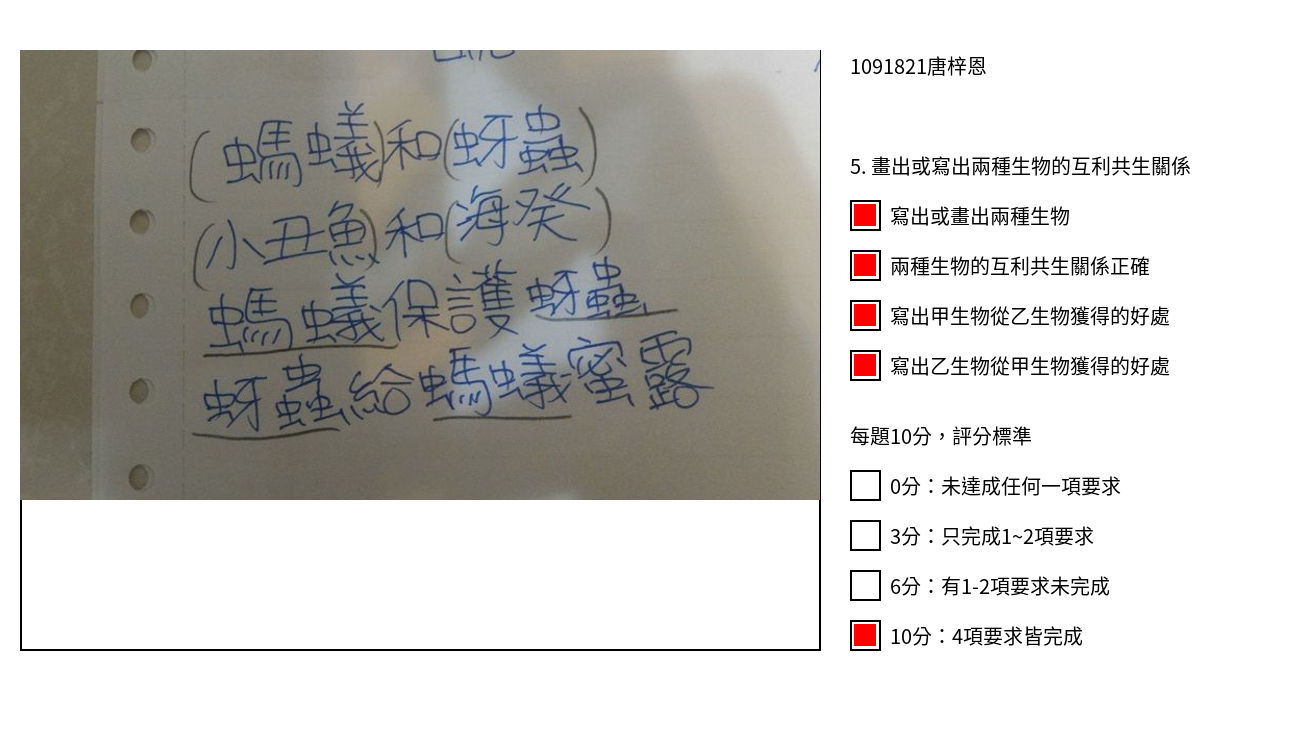 (螞蟻)和(蚜蟲)
(小丑魚)和(海癸)
螞蟻保護蚜蟲
蚜蟲給螞蟻蜜露
1091821唐梓恩
5. 畫出或寫出兩種生物的互利共生關係
寫出或畫出兩種生物
兩種生物的互利共生關係正確
寫出甲生物從乙生物獲得的好處
寫出乙生物從甲生物獲得的好處
每題10分，評分標準
0分：未達成任何一項要求
3分：只完成1~2項要求
6分：有1-2項要求未完成
10分：4項要求皆完成